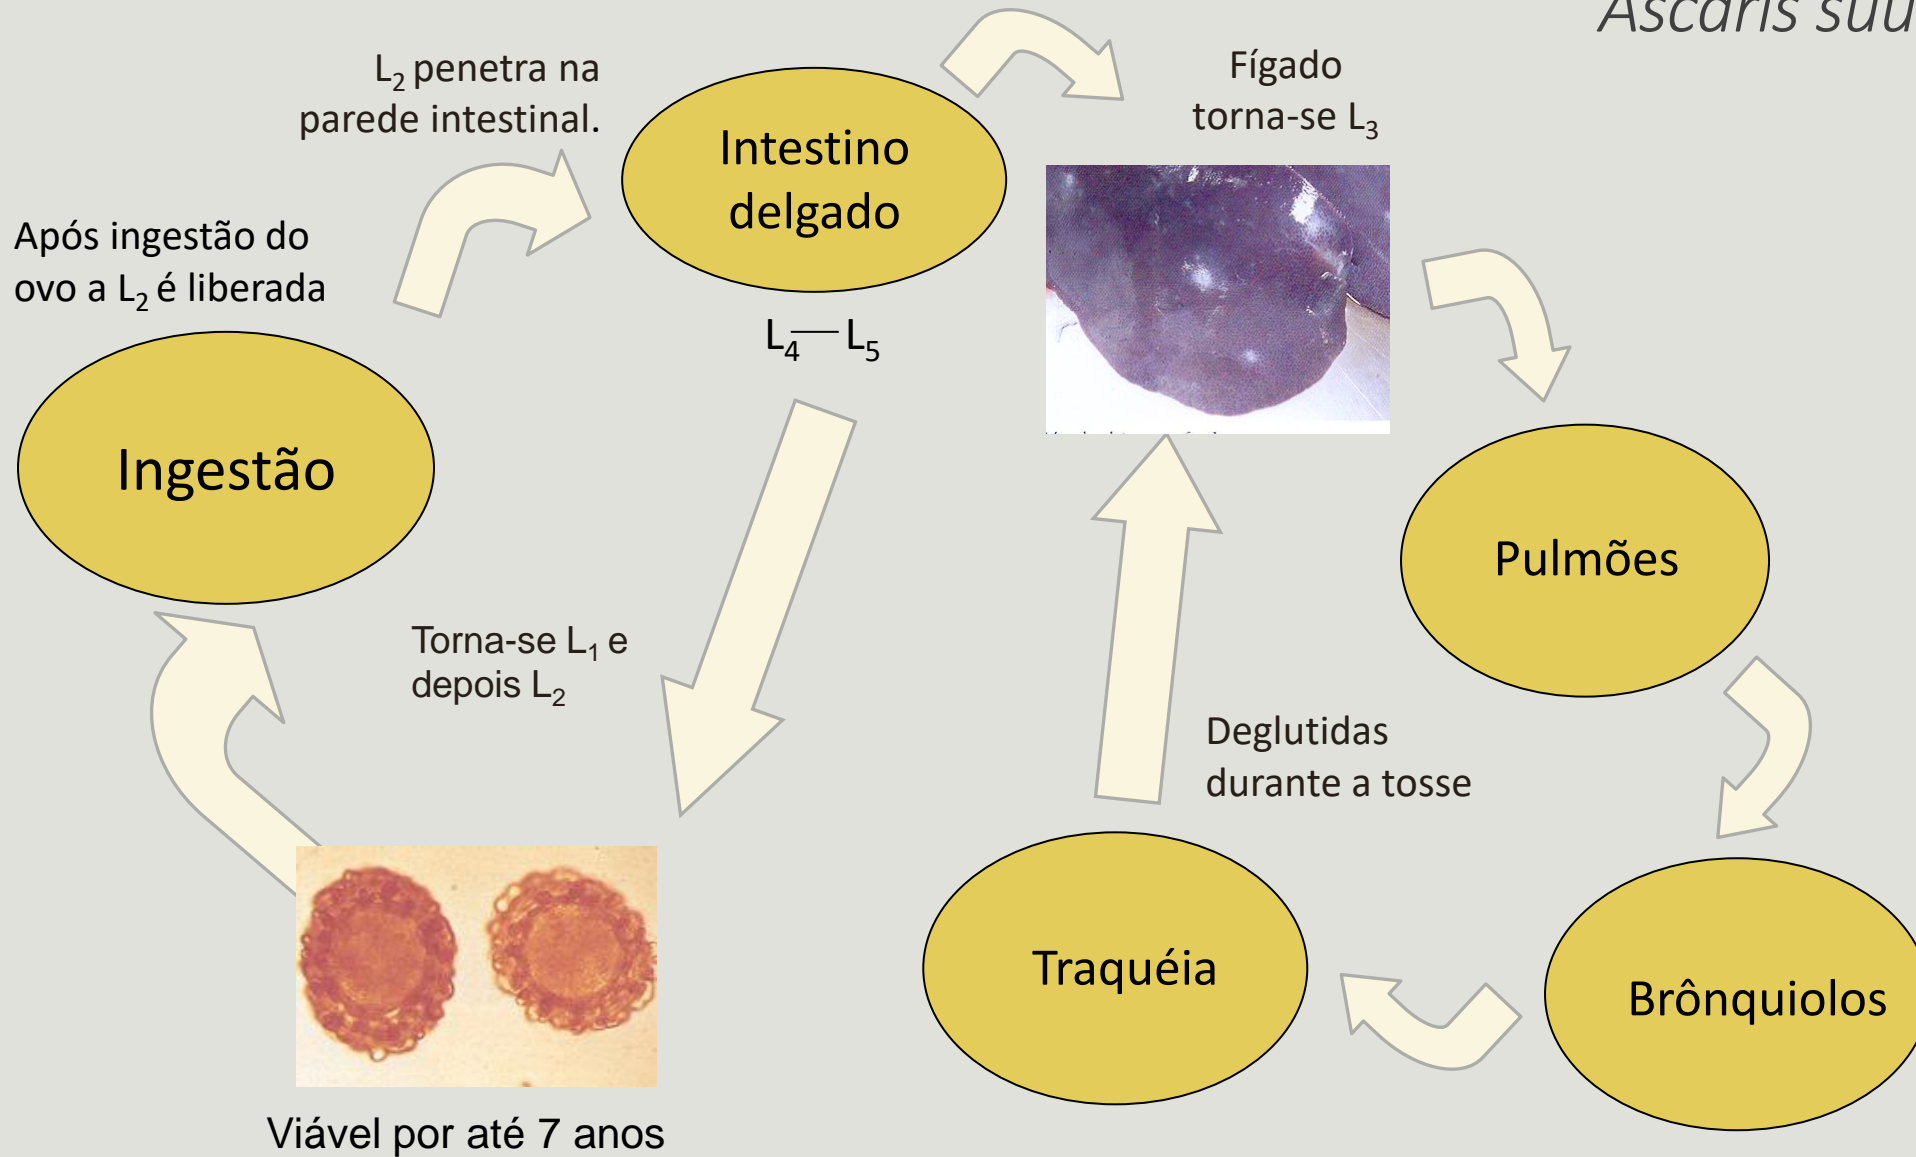 Ascaris suu
L₂ penetra na
parede intestinal.
Intestino
delgado
Fígado
torna-se L₃
Após ingestão do
ovo a L₂ é liberada
L₄ — L₅
Ingestão
Pulmões
Torna-se L₁ e
depois L₂
Deglutidas
durante a tosse
Traquéia
Brônquiolos
Viável por até 7 anos